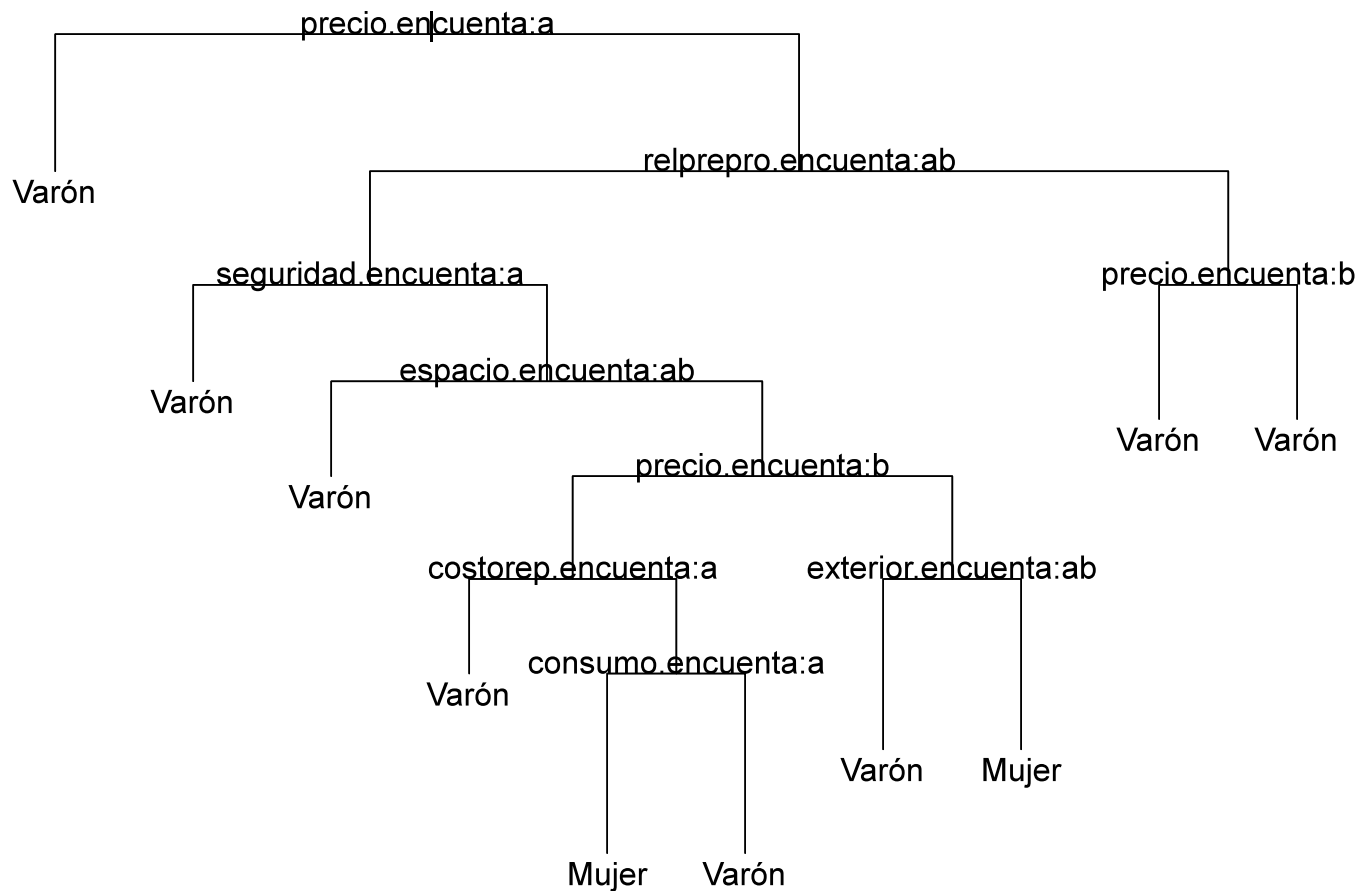 precio.encuenta:a
relprepro.encuenta:ab
Varón
seguridad.encuenta:a
precio.encuenta:b
espacio.encuenta:ab
Varón
Varón
Varón
precio.encuenta:b
Varón
costorep.encuenta:a
exterior.encuenta:ab
consumo.encuenta:a
Varón
Varón
Mujer
Mujer
Varón